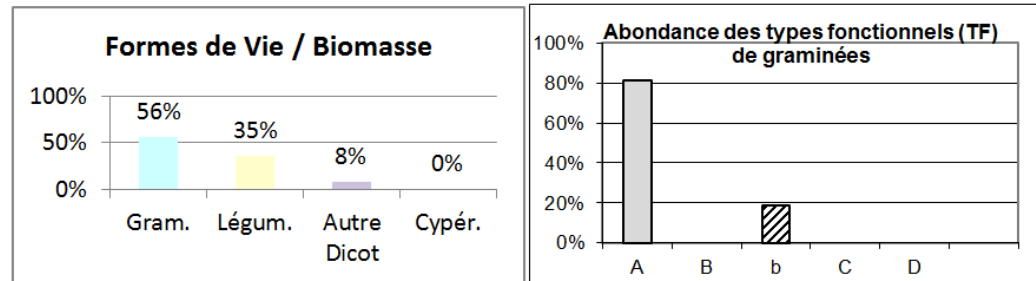 Formes de Vie / Biomasse
100%
50%
0%
56%
35%
8%
0%
Gram.
Légum.
Autre
Dicot
Cypér.
Abondance des types fonctionnels (TF)
de graminées
100%
80%
60%
40%
20%
0%
A
B
b
C
D